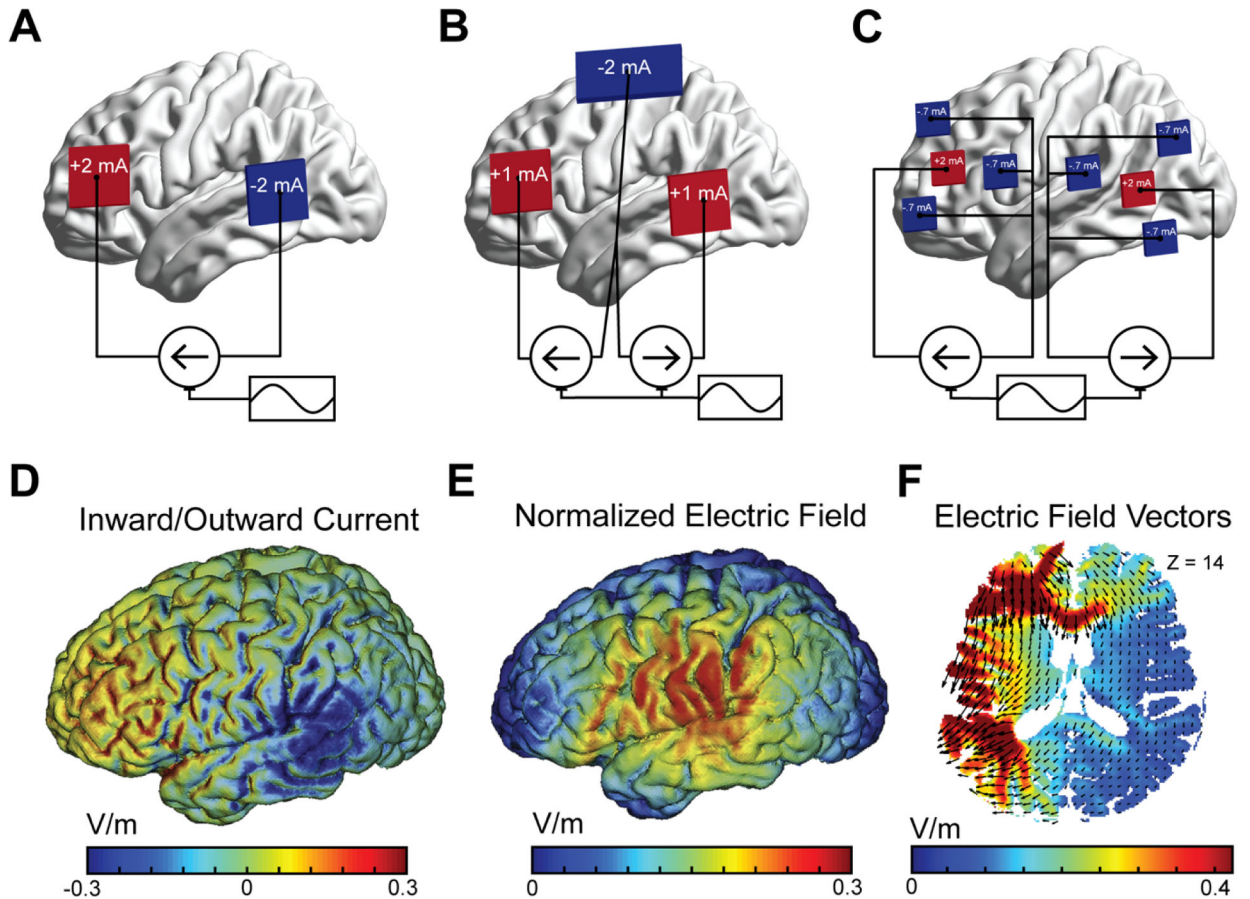 A
B
C
+2 mA
-2 mA
-2 mA
+1 mA
+1 mA
-.7 mA
+2 mA
-.7 mA
-.7 mA
-.7 mA
-.7 mA
+2 mA
-.7 mA
D
Inward/Outward Current
V/m
-0.3
0
0.3
E
Normalized Electric Field
V/m
0
0.3
F
Electric Field Vectors
Z = 14
V/m
0
0.4